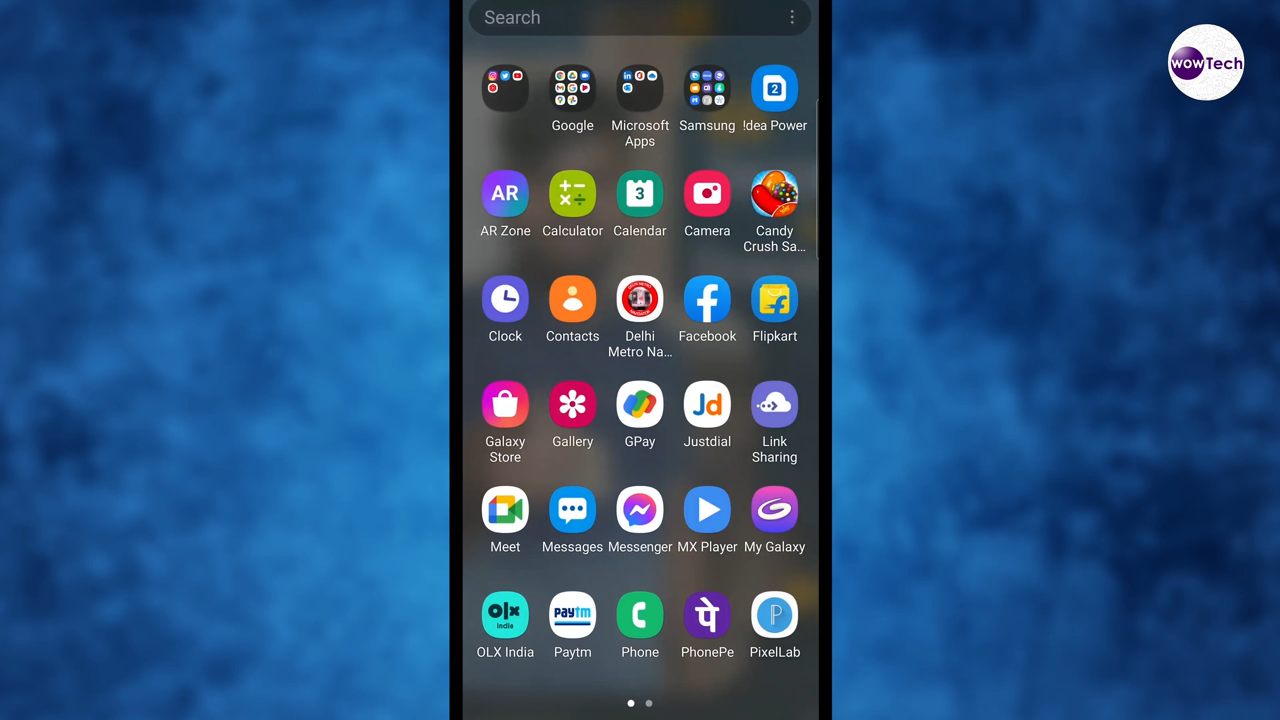 Search
wowTech
Google
Microsoft
Apps
Samsung
2
!dea Power
AR
AR Zone
Calculator
3
Calendar
Camera
Candy
Crush Sa...
Clock
Contacts
Delhi
Metro Na...
Facebook
Flipkart
Galaxy
Store
Gallery
GPay
Jd
Justdial
Link
Sharing
Meet
Messages
Messenger
MX Player
My Galaxy
olx
India
OLX India
paytm
Paytm
Phone
पे
PhonePe
P
PixelLab